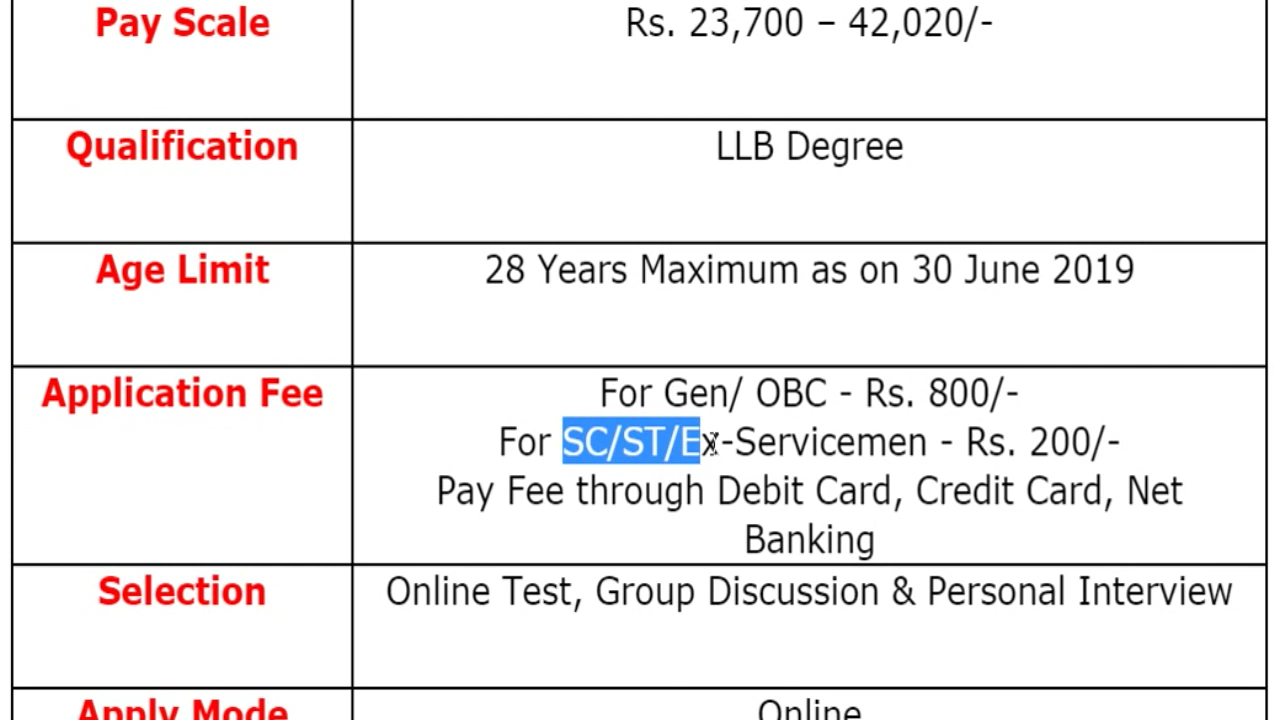 Pay Scale
Rs. 23,700 – 42,020/-
Qualification
LLB Degree
Age Limit
28 Years Maximum as on 30 June 2019
Application Fee
For Gen/ OBC - Rs. 800/-
For SC/ST/Ex-Servicemen - Rs. 200/-
Pay Fee through Debit Card, Credit Card, Net
Banking
Selection
Online Test, Group Discussion & Personal Interview
Apply Mode
Online